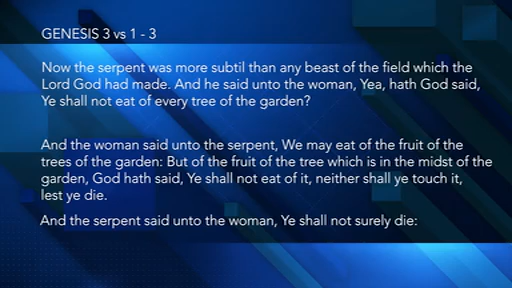 GENESIS 3 vs 1 - 3
Now the serpent was more subtil than any beast of the field which the
Lord God had made. And he said unto the woman, Yea, hath God said,
Ye shall not eat of every tree of the garden?
And the woman said unto the serpent, We may eat of the fruit of the
trees of the garden: But of the fruit of the tree which is in the midst of the
garden, God hath said, Ye shall not eat of it, neither shall ye touch it,
lest ye die.
And the serpent said unto the woman, Ye shall not surely die: